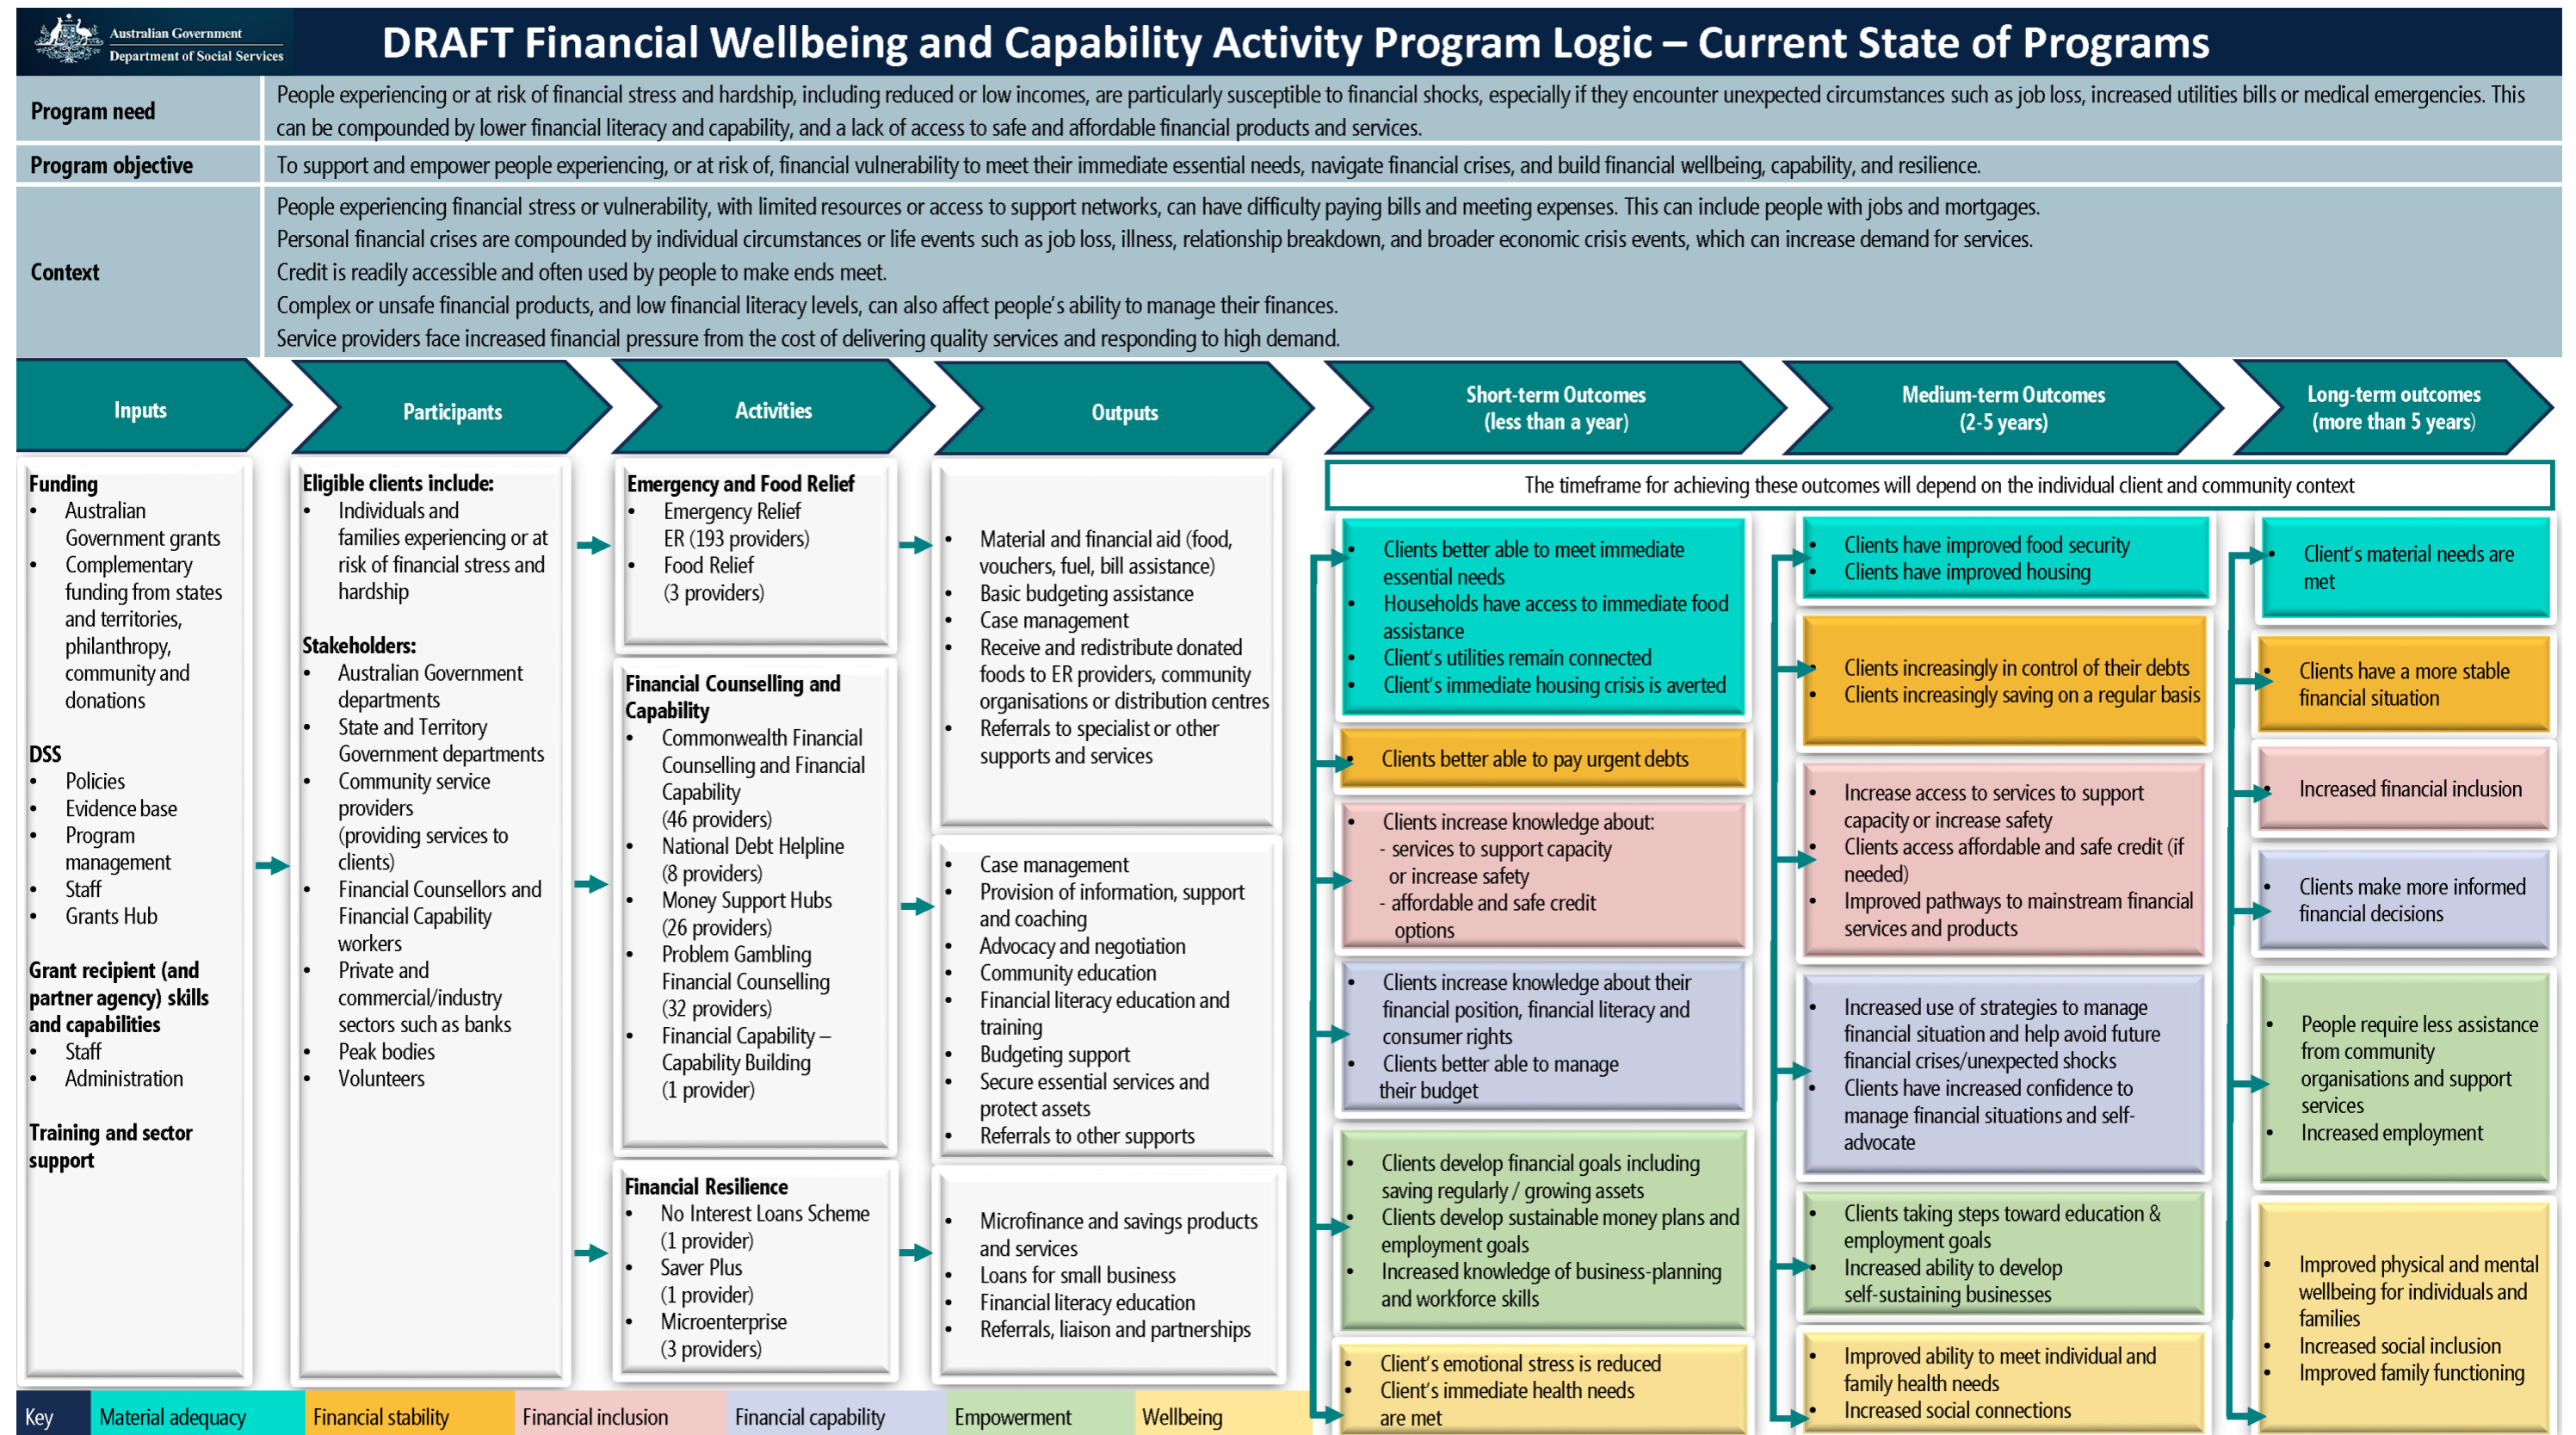 Australian Government
Department of Social Services
DRAFT Financial Wellbeing and Capability Activity Program Logic – Current State of Programs
Program need
People experiencing or at risk of financial stress and hardship, including reduced or low incomes, are particularly susceptible to financial shocks, especially if they encounter unexpected circumstances such as job loss, increased utilities bills or medical emergencies. This
can be compounded by lower financial literacy and capability, and a lack of access to safe and affordable financial products and services.
Program objective
To support and empower people experiencing, or at risk of, financial vulnerability to meet their immediate essential needs, navigate financial crises, and build financial wellbeing, capability, and resilience.
Context
People experiencing financial stress or vulnerability, with limited resources or access to support networks, can have difficulty paying bills and meeting expenses. This can include people with jobs and mortgages.
Personal financial crises are compounded by individual circumstances or life events such as job loss, illness, relationship breakdown, and broader economic crisis events, which can increase demand for services.
Credit is readily accessible and often used by people to make ends meet.
Complex or unsafe financial products, and low financial literacy levels, can also affect people's ability to manage their finances.
Service providers face increased financial pressure from the cost of delivering quality services and responding to high demand.
Inputs
Participants
Activities
Outputs
Short-term Outcomes
(less than a year)
Medium-term Outcomes
(2-5 years)
Long-term outcomes
(more than 5 years)
Funding
• Australian
Government grants
• Complementary
funding from states
and territories,
philanthropy,
community and
donations
DSS
• Policies
• Evidence base
• Program
management
• Staff
• Grants Hub
Grant recipient (and
partner agency) skills
and capabilities
• Staff
• Administration
Training and sector
support
Eligible clients include:
• Individuals and
families experiencing or at
risk of financial stress and
hardship
Stakeholders:
• Australian Government
departments
• State and Territory
Government departments
• Community service
providers
(providing services to
clients)
• Financial Counsellors and
Financial Capability
workers
• Private and
commercial/industry
sectors such as banks
• Peak bodies
• Volunteers
Emergency and Food Relief
• Emergency Relief
ER (193 providers)
• Food Relief
(3 providers)
Financial Counselling and
Capability
• Commonwealth Financial
Counselling and Financial
Capability
(46 providers)
• National Debt Helpline
(8 providers)
• Money Support Hubs
(26 providers)
• Problem Gambling
Financial Counselling
(32 providers)
• Financial Capability –
Capability Building
(1 provider)
Financial Resilience
• No Interest Loans Scheme
(1 provider)
• Saver Plus
(1 provider)
• Microenterprise
(3 providers)
• Material and financial aid (food,
vouchers, fuel, bill assistance)
• Basic budgeting assistance
• Case management
• Receive and redistribute donated
foods to ER providers, community
organisations or distribution centres
• Referrals to specialist or other
supports and services
• Case management
• Provision of information, support
and coaching
• Advocacy and negotiation
• Community education
• Financial literacy education and
training
• Budgeting support
• Secure essential services and
protect assets
• Referrals to other supports
• Microfinance and savings products
and services
• Loans for small business
• Financial literacy education
• Referrals, liaison and partnerships
The timeframe for achieving these outcomes will depend on the individual client and community context
• Clients better able to meet immediate
essential needs
• Households have access to immediate food
assistance
• Client's utilities remain connected
• Client's immediate housing crisis is averted
• Clients better able to pay urgent debts
• Clients increase knowledge about:
- services to support capacity
or increase safety
- affordable and safe credit
options
• Clients increase knowledge about their
financial position, financial literacy and
consumer rights
• Clients better able to manage
their budget
• Clients develop financial goals including
saving regularly / growing assets
• Clients develop sustainable money plans and
employment goals
• Increased knowledge of business-planning
and workforce skills
• Client's emotional stress is reduced
• Client's immediate health needs
are met
• Clients have improved food security
• Clients have improved housing
• Clients increasingly in control of their debts
• Clients increasingly saving on a regular basis
• Increase access to services to support
capacity or increase safety
• Clients access affordable and safe credit (if
needed)
• Improved pathways to mainstream financial
services and products
• Increased use of strategies to manage
financial situation and help avoid future
financial crises/unexpected shocks
• Clients have increased confidence to
manage financial situations and self-
advocate
• Clients taking steps toward education &
employment goals
• Increased ability to develop
self-sustaining businesses
• Improved ability to meet individual and
family health needs
• Increased social connections
• Client's material needs are
met
• Clients have a more stable
financial situation
• Increased financial inclusion
• Clients make more informed
financial decisions
• People require less assistance
from community
organisations and support
services
• Increased employment
• Improved physical and mental
wellbeing for individuals and
families
• Increased social inclusion
• Improved family functioning
Key
Material adequacy
Financial stability
Financial inclusion
Financial capability
Empowerment
Wellbeing